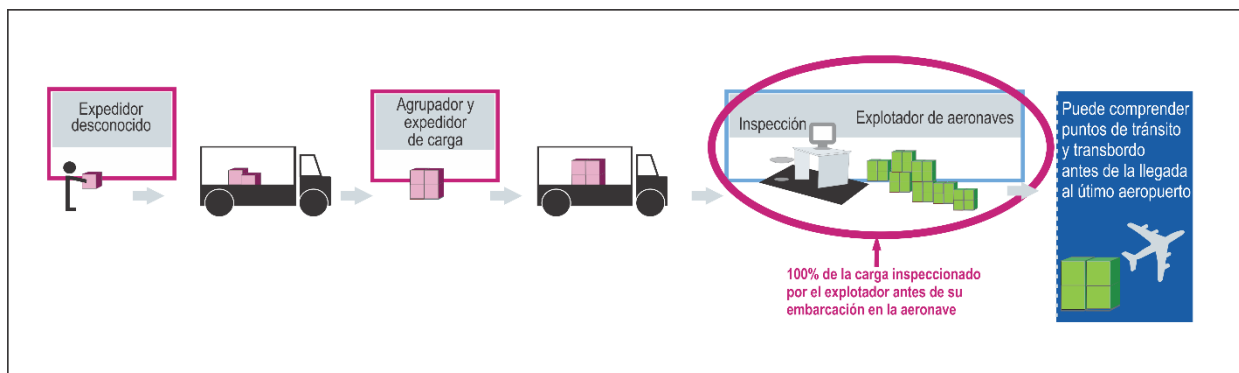 Expedidor
desconocido
Agrupador y
expedidor
de carga
Inspección
Explotador de aeronaves
100% de la carga inspeccionado
por el explotador antes de su
embarcación en la aeronave
Puede comprender
puntos de tránsito
y transbordo
antes de la llegada
al útimo aeropuerto